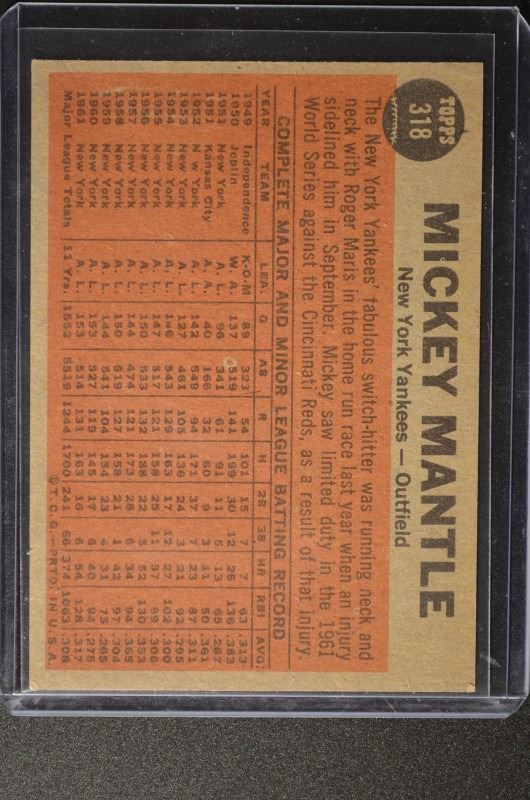 TOPPS
318
MICKEY MANTLE
New York Yankees — Outfield
The New York Yankees' fabulous switch-hitter, was running neck and
neck with Roger Maris in the home run race last year when an injury
sidelined him in September. Mickey saw limited duty in the 1961
World Series against the Cincinnati Reds, as a result of that injury.
COMPLETE MAJOR AND MINOR LEAGUE BATTING RECORD
YEAR TEAM LEA. G AB R H 2B 3B HR RBI AVG.
1949 Independence K-O-M 89 54 101 15 7 7 63 .313
1950 Joplin W. A. 137 519 141 199 30 12 26 136 .383
1951 New York A. L. 96 341 61 91 11 5 13 65 .267
1951 Kansas City A. A. 40 166 32 60 9 3 11 50 .361
1952 New York A. L. 142 549 94 171 37 7 23 87 .311
1953 New York A. L. 127 461 136 24 3 21 92 .295
1954 New York A. L. 146 543 129 163 17 12 27 102 .300
1955 New York A. L. 147 517 121 158 25 11 37 99 .306
1956 New York A. L. 150 533 132 188 22 5 52 130 .353
1957 New York A. L. 144 474 121 173 28 6 34 94 .365
1958 New York A. L. 150 519 127 158 21 1 42 97 .304
1959 New York A. L. 144 541 104 154 23 4 31 75
1960 New York A. L. 153 527 119 145 17 6 40 94 .275
1961 New York A. L. 153 514 131 163 16 6 54 128 .317
Major League Totals 11 Yrs. 1552 5519 1244 1700 241 66 374 1063 .308
© T. C. G.—PRTD. IN U. S. A.